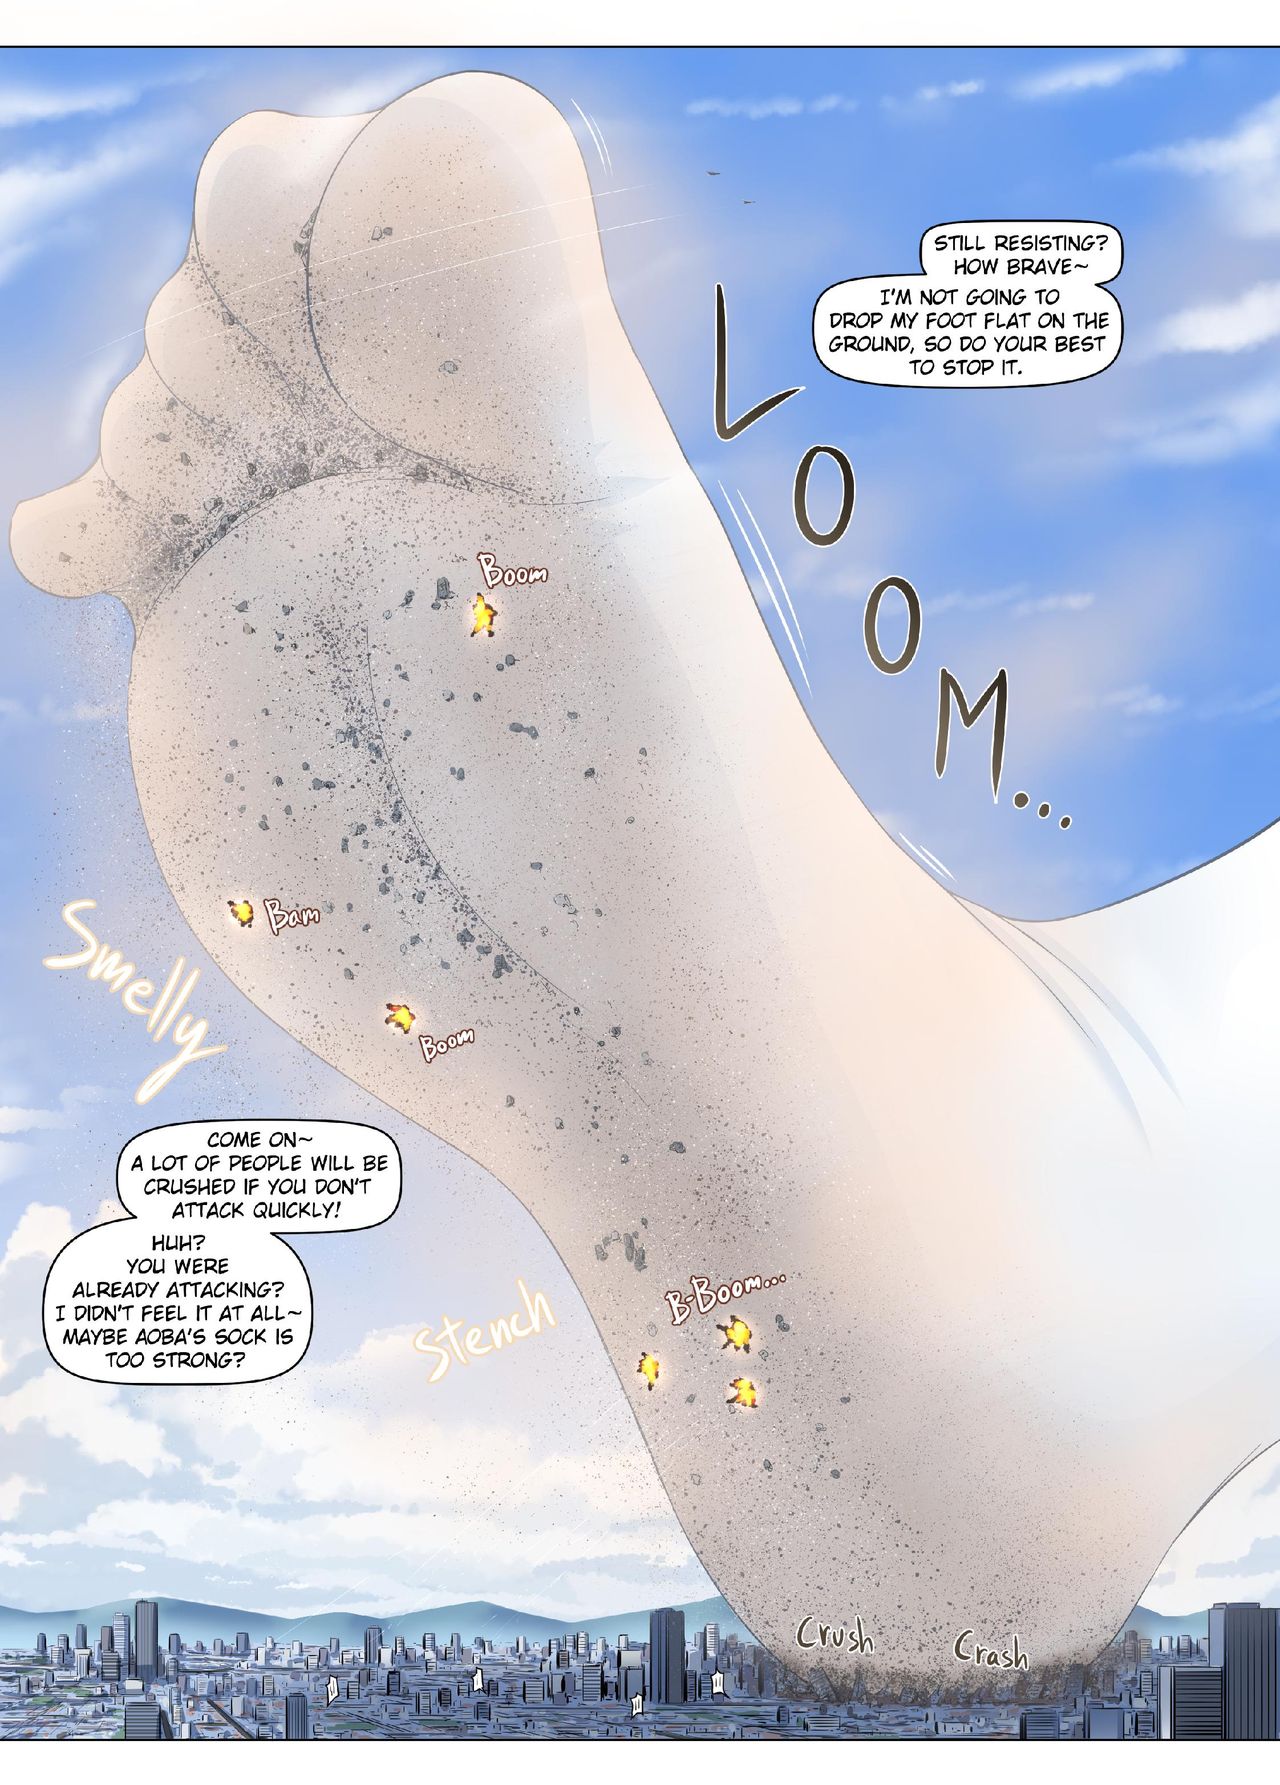 STILL RESISTING?
HOW BRAVE~
I'M NOT GOING TO
DROP MY FOOT FLAT ON THE
GROUND, SO DO YOUR BEST
TO STOP IT.
LOOM...
Boom
Bam
Boom
Smelly
COME ON~
A LOT OF PEOPLE WILL BE
CRUSHED IF YOU DON'T
ATTACK QUICKLY!
HUH?
YOU WERE
ALREADY ATTACKING?
I DIDN'T FEEL IT AT ALL~
MAYBE AOBA'S SOCK IS
TOO STRONG?
B-Boom...
Stench
Crush
Crash